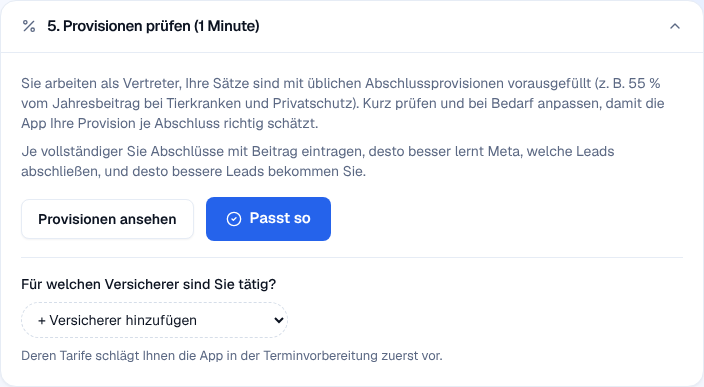 5. Provisionen prüfen (1 Minute)
Sie arbeiten als Vertreter, Ihre Sätze sind mit üblichen Abschlussprovisionen vorausgefüllt (z. B. 55 %
vom Jahresbeitrag bei Tierkranken und Privatschutz). Kurz prüfen und bei Bedarf anpassen, damit die
App Ihre Provision je Abschluss richtig schätzt.
Je vollständiger Sie Abschlüsse mit Beitrag eintragen, desto besser lernt Meta, welche Leads
abschließen, und desto bessere Leads bekommen Sie.
Provisionen ansehen
Passt so
Für welchen Versicherer sind Sie tätig?
+ Versicherer hinzufügen
Deren Tarife schlägt Ihnen die App in der Terminvorbereitung zuerst vor.